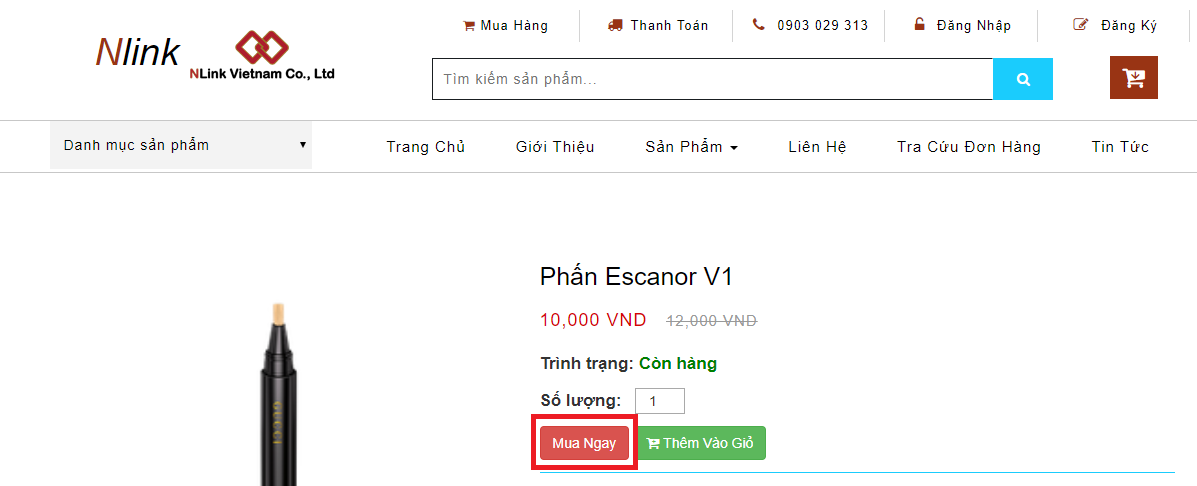 Mua Hàng
Thanh Toán
0903 029 313
Đăng Nhập
Đăng Ký
Nlink
NLink Vietnam Co., Ltd
Tìm kiếm sản phẩm...
Danh mục sản phẩm
Trang Chủ
Giới Thiệu
Sản Phẩm
Liên Hệ
Tra Cứu Đơn Hàng
Tin Tức
Phấn Escanor V1
10,000 VND 12,000 VND
Trình trạng: Còn hàng
Số lượng: 1
Mua Ngay
Thêm Vào Giỏ
GUCCI